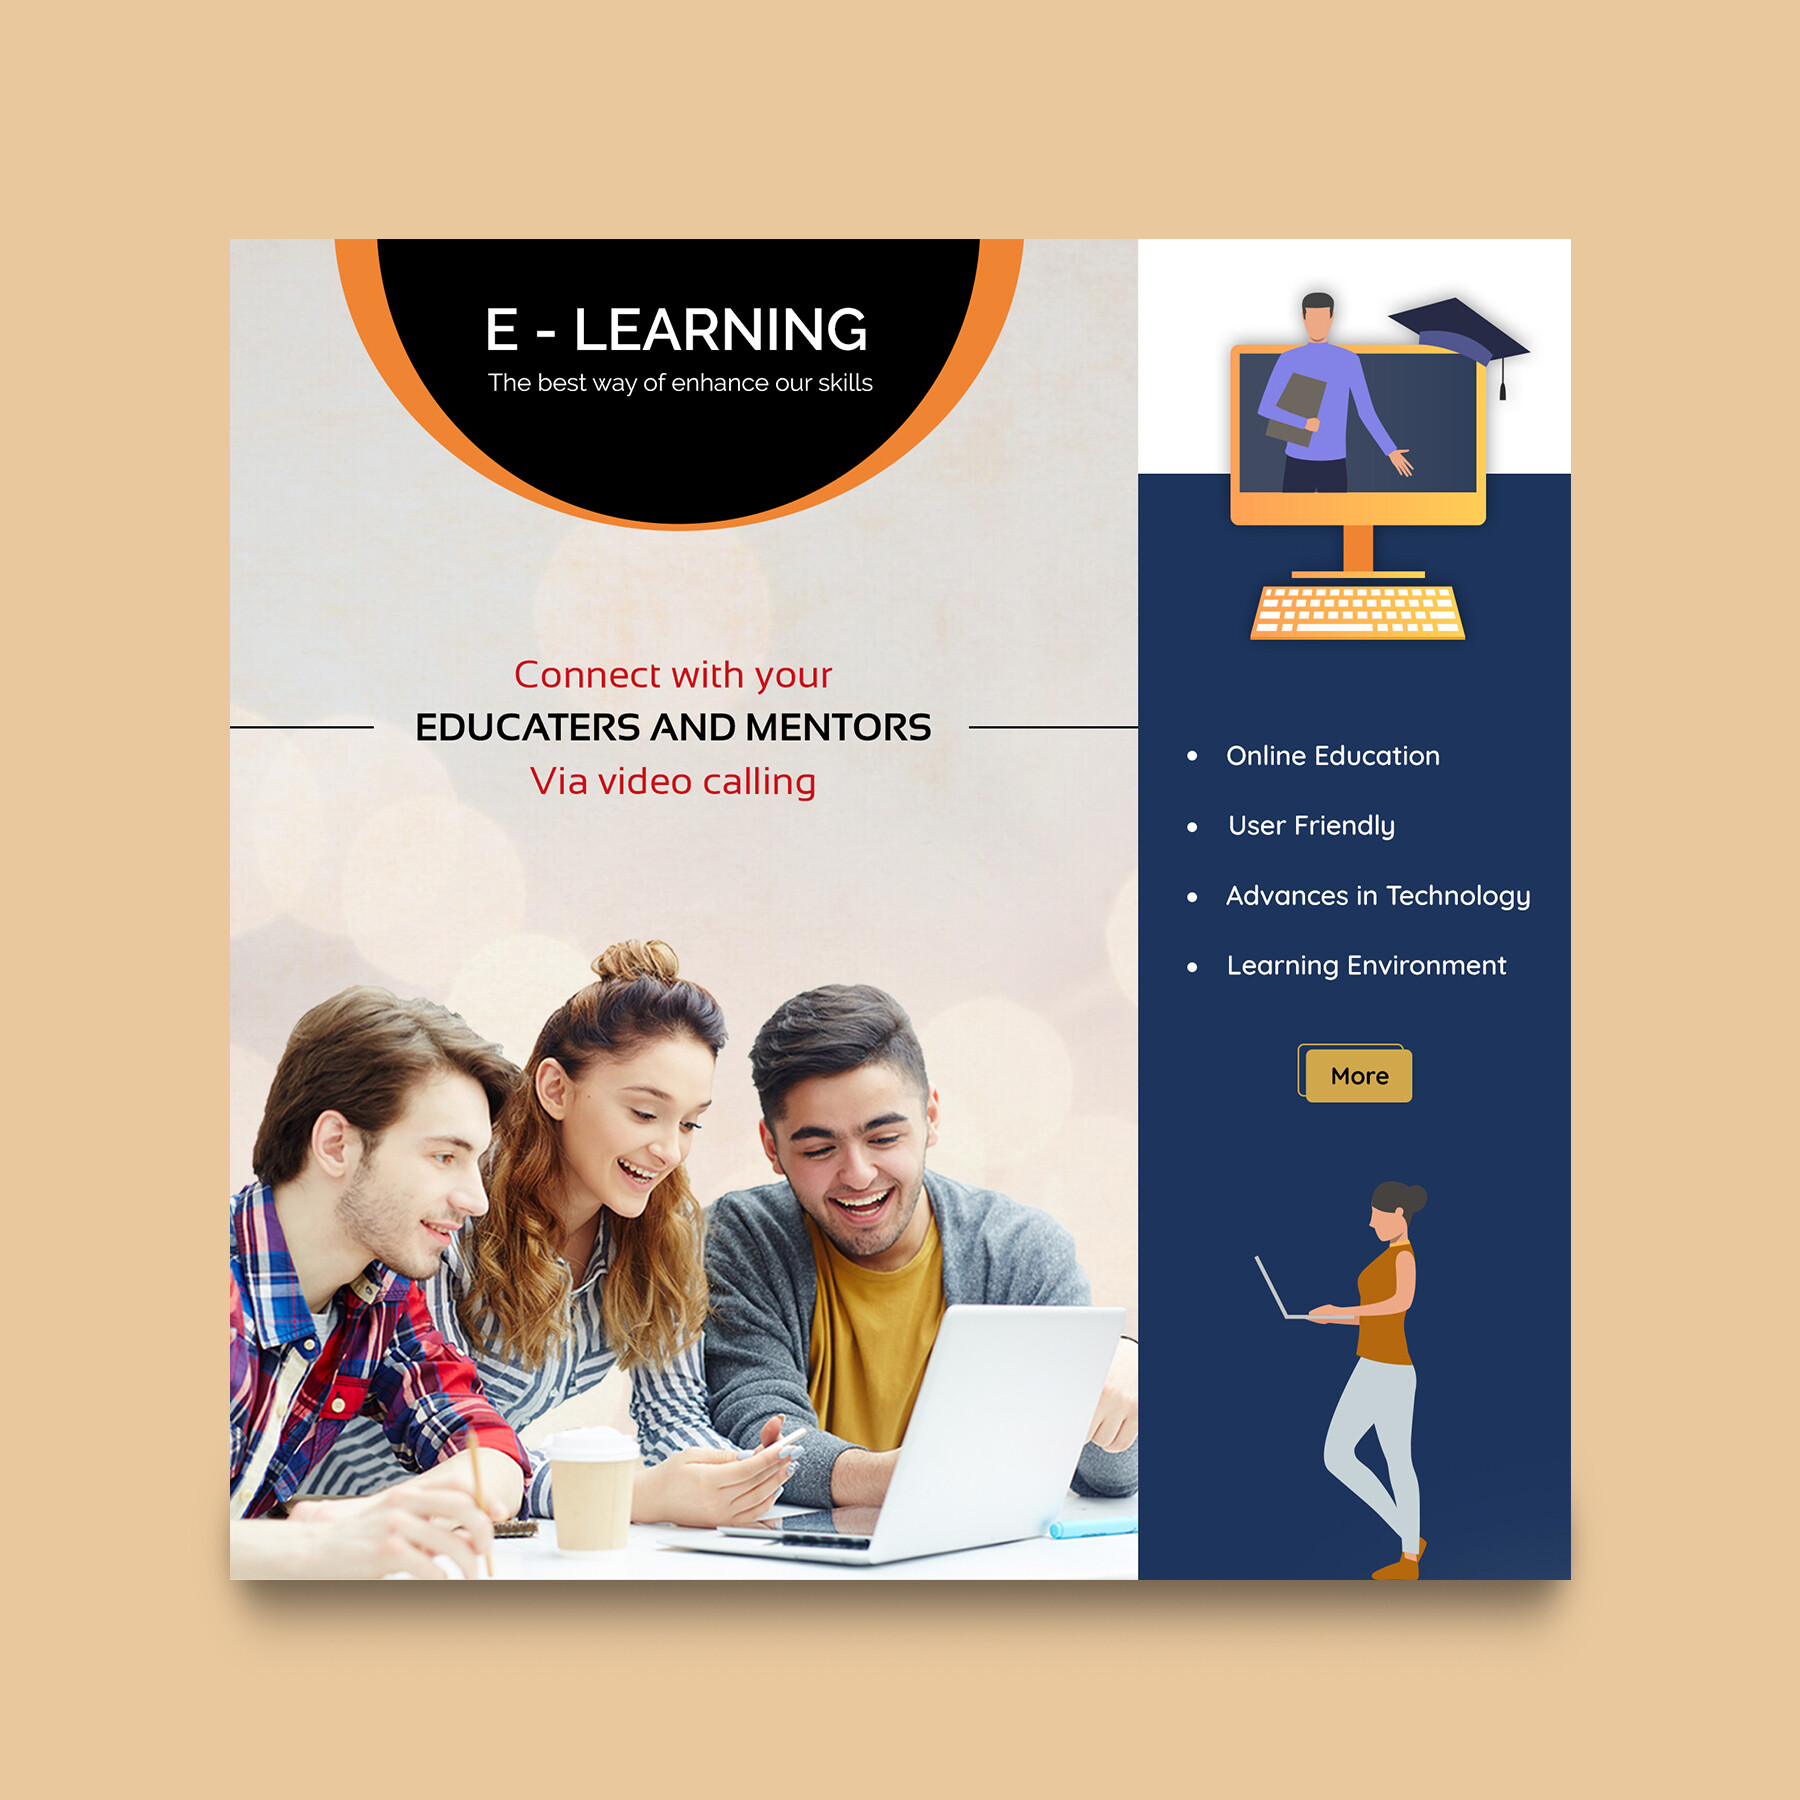 E - LEARNING
The best way of enhance our skills
Connect with your
EDUCATERS AND MENTORS
Via video calling
Online Education
User Friendly
Advances in Technology
Learning Environment
More